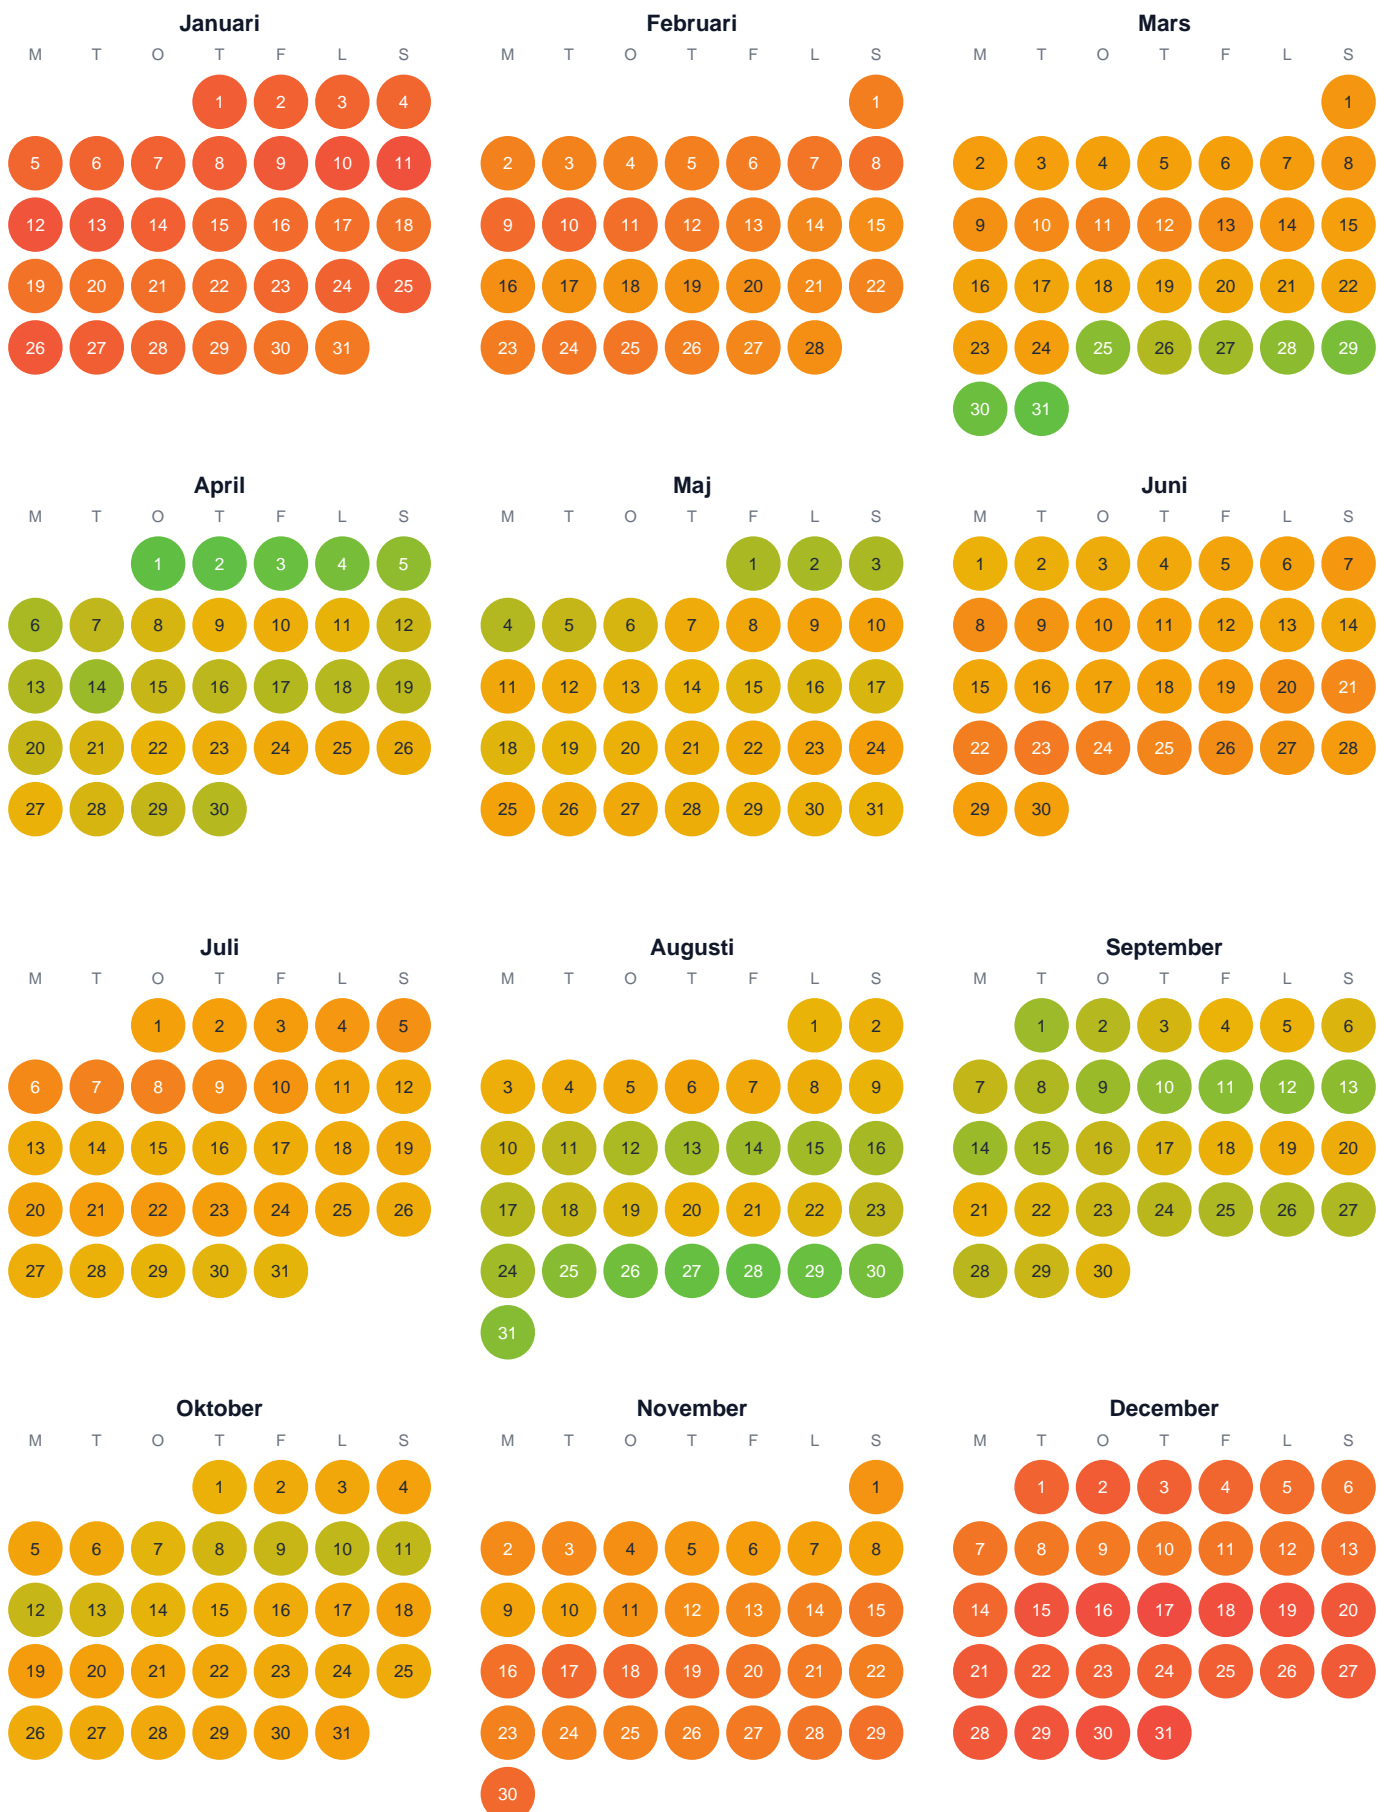 Januari Februari Mars
M T O T F L S M T O T F L S M T O T F L S
1 2 3 4 1 1
5 6 7 8 9 10 11 2 3 4 5 6 7 8 2 3 4 5 6 7 8
12 13 14 15 16 17 18 9 10 11 12 13 14 15 9 10 11 12 13 14 15
19 20 21 22 23 24 25 16 17 18 19 20 21 22 16 17 18 19 20 21 22
26 27 28 29 30 31 23 24 25 26 27 28 23 24 25 26 27 28 29
30 31
April Maj Juni
M T O T F L S M T O T F L S M T O T F L S
1 2 3 4 5 1 2 3 1 2 3 4 5 6 7
6 7 8 9 10 11 12 4 5 6 7 8 9 10 8 9 10 11 12 13 14
13 14 15 16 17 18 19 11 12 13 14 15 16 17 15 16 17 18 19 20 21
20 21 22 23 24 25 26 18 19 20 21 22 23 24 22 23 24 25 26 27 28
27 28 29 30 25 26 27 28 29 30 31 29 30
Juli Augusti September
M T O T F L S M T O T F L S M T O T F L S
1 2 3 4 5 1 2 1 2 3 4 5 6
6 7 8 9 10 11 12 3 4 5 6 7 8 9 7 8 9 10 11 12 13
13 14 15 16 17 18 19 10 11 12 13 14 15 16 14 15 16 17 18 19 20
20 21 22 23 24 25 26 17 18 19 20 21 22 23 21 22 23 24 25 26 27
27 28 29 30 31 24 25 26 27 28 29 30 28 29 30
31
Oktober November December
M T O T F L S M T O T F L S M T O T F L S
1 2 3 4 1 1 2 3 4 5 6
5 6 7 8 9 10 11 2 3 4 5 6 7 8 7 8 9 10 11 12 13
12 13 14 15 16 17 18 9 10 11 12 13 14 15 14 15 16 17 18 19 20
19 20 21 22 23 24 25 16 17 18 19 20 21 22 21 22 23 24 25 26 27
26 27 28 29 30 31 23 24 25 26 27 28 29 28 29 30 31
30